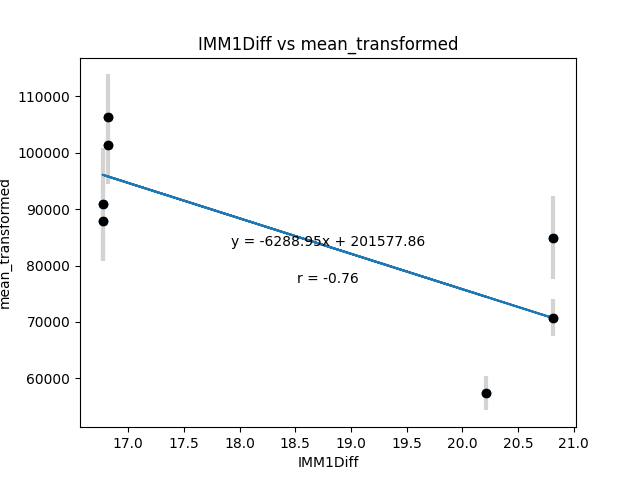 IMM1Diff vs mean_transformed
mean_transformed
110000
100000
90000
80000
70000
60000
y = -6288.95x + 201577.86
r = -0.76
17.0 17.5 18.0 18.5 19.0 19.5 20.0 20.5 21.0
IMM1Diff